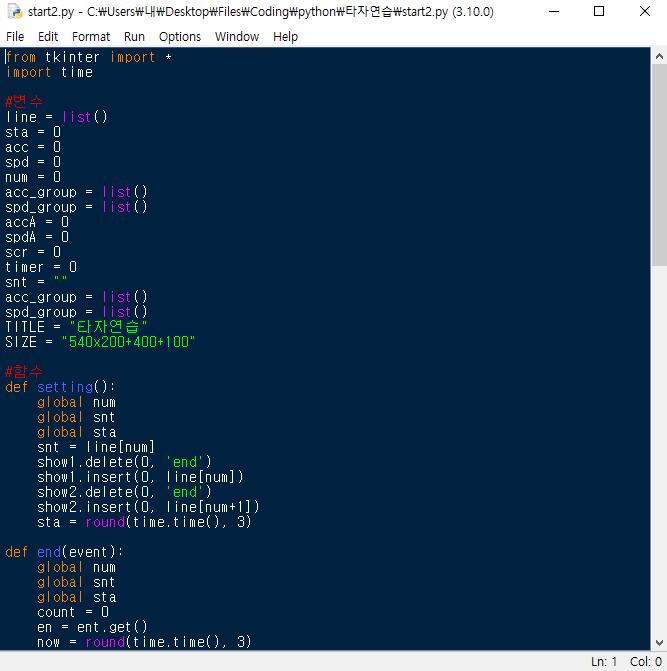 start2.py - C:₩Users₩내₩Desktop₩Files₩Coding₩python₩타자연습₩start2.py (3.10.0)
File Edit Format Run Options Window Help
from tkinter import *
import time
#변수
line = list()
sta = 0
acc = 0
spd = 0
num = 0
acc_group = list()
spd_group = list()
accA = 0
spdA = 0
scr = 0
timer = 0
snt = ""
acc_group = list()
spd_group = list()
TITLE = "타자연습"
SIZE = "540x200+400+100"
#함수
def setting():
    global num
    global snt
    global sta
    snt = line[num]
    show1.delete(0, 'end')
    show1.insert(0, line[num])
    show2.delete(0, 'end')
    show2.insert(0, line[num+1])
    sta = round(time.time(), 3)
def end(event):
    global num
    global snt
    global sta
    count = 0
    en = ent.get()
    now = round(time.time(), 3)
Ln: 1 Col: 0